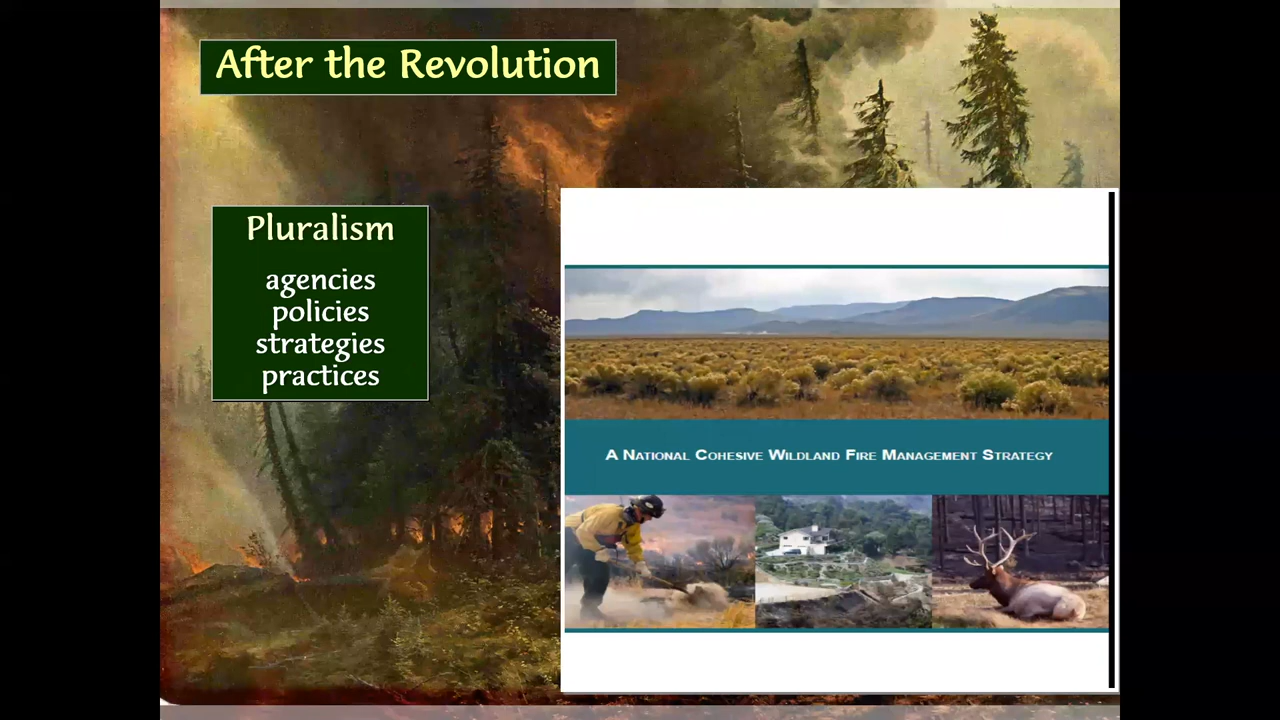 After the Revolution
Pluralism
agencies
policies
strategies
practices
A National Cohesive Wildland Fire Management Strategy